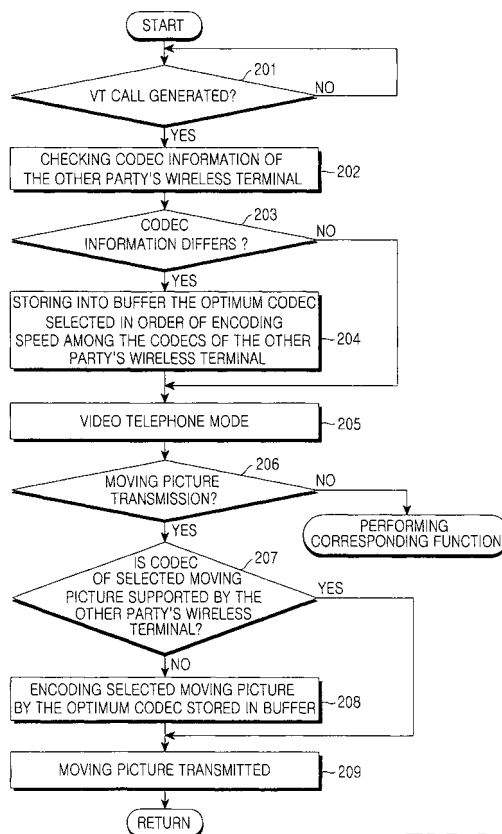 START
201
VT CALL GENERATED?
NO
YES
CHECKING CODEC INFORMATION OF
THE OTHER PARTY'S WIRELESS TERMINAL
202
203
CODEC
INFORMATION DIFFERS ?
NO
YES
STORING INTO BUFFER THE OPTIMUM CODEC
SELECTED IN ORDER OF ENCODING
SPEED AMONG THE CODECS OF THE OTHER
PARTY'S WIRELESS TERMINAL
204
VIDEO TELEPHONE MODE
205
206
MOVING PICTURE
TRANSMISSION?
NO
YES
PERFORMING
CORRESPONDING FUNCTION
207
IS CODEC
OF SELECTED MOVING
PICTURE SUPPORTED BY THE
OTHER PARTY'S WIRELESS
TERMINAL?
YES
NO
ENCODING SELECTED MOVING PICTURE
BY THE OPTIMUM CODEC STORED IN BUFFER
208
MOVING PICTURE TRANSMITTED
209
RETURN